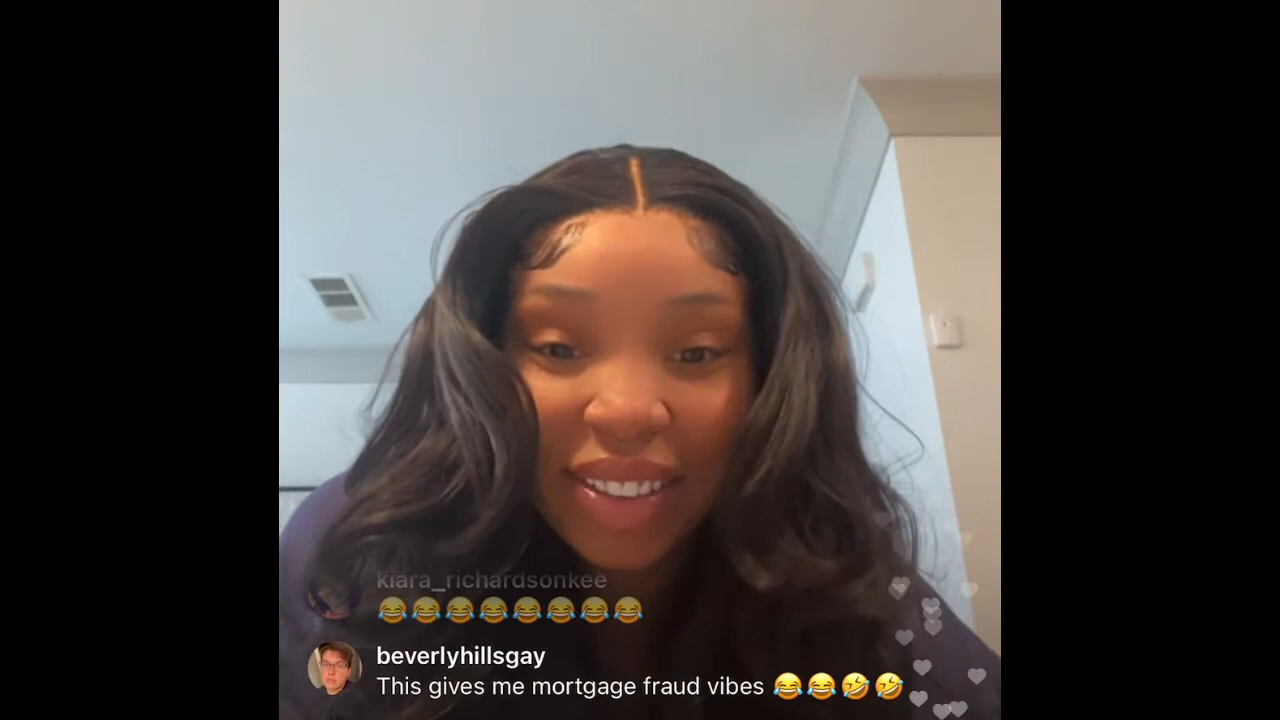 kiara_richardsonkee
😂😂😂😂😂😂😂😂
beverlyhillsgay
This gives me mortgage fraud vibes 😂😂🤣🤣